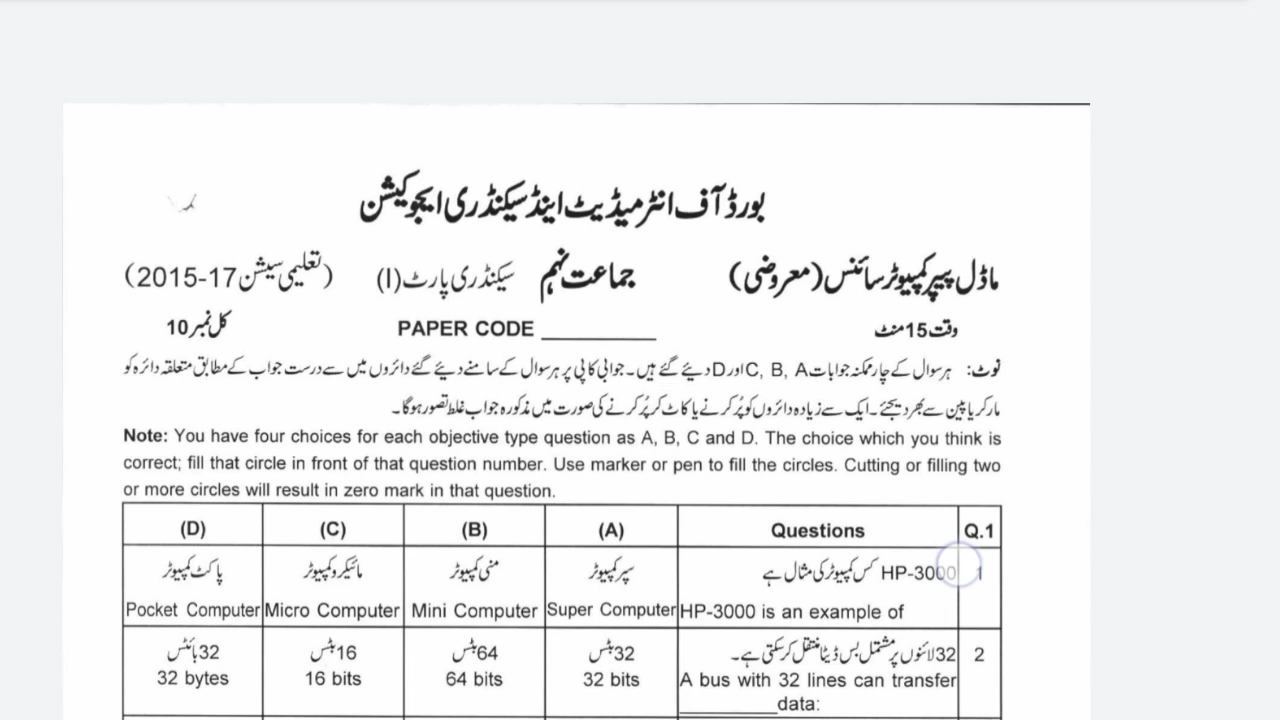 بورڈ آف انٹرمیڈیٹ اینڈ سیکنڈری ایجوکیشن
ماڈل پیپر کمپیوٹر سائنس (معروضی) جماعت نہم سیکنڈری پارٹ (I) (تعلیمی سیشن 17-2015)
وقت 15 منٹ PAPER CODE ________ کل نمبر 10
نوٹ: ہر سوال کے چار ممکنہ جوابات C, B, A اور D دیئے گئے ہیں۔ جوابی کاپی پر ہر سوال کے سامنے دیئے گئے دائروں میں سے درست جواب کے مطابق متعلقہ دائرہ کو
مارکر یا پین سے بھر دیجئے۔ ایک سے زیادہ دائروں کو پُر کرنے یا کاٹ کر پُر کرنے کی صورت میں مذکورہ جواب غلط تصور ہوگا۔
Note: You have four choices for each objective type question as A, B, C and D. The choice which you think is
correct; fill that circle in front of that question number. Use marker or pen to fill the circles. Cutting or filling two
or more circles will result in zero mark in that question.
(D) (C) (B) (A) Questions Q.1
1 HP-3000 کس کمپیوٹر کی مثال ہے سپر کمپیوٹر منی کمپیوٹر مائیکرو کمپیوٹر پاکٹ کمپیوٹر
Pocket Computer Micro Computer Mini Computer Super Computer HP-3000 is an example of
2 32 لائنوں پر مشتمل بس ڈیٹا منتقل کر سکتی ہے۔ 32 بٹس 64 بٹس 16 بٹس 32 بائٹس
32 bytes 16 bits 64 bits 32 bits A bus with 32 lines can transfer
________data: